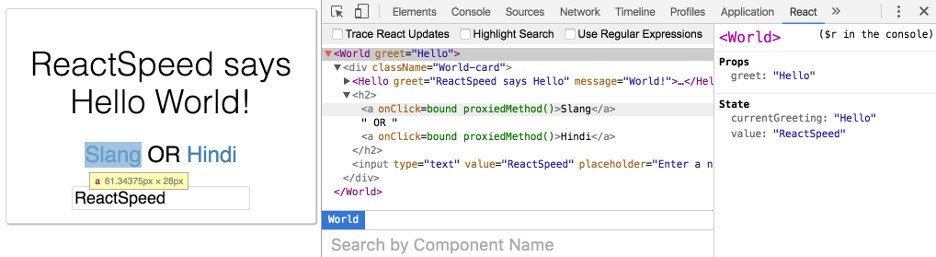 ReactSpeed says
Hello World!
Slang OR Hindi
a 61.34375px × 28px
ReactSpeed
Elements Console Sources Network Timeline Profiles Application React
Trace React Updates Highlight Search Use Regular Expressions
<World greet="Hello">
<div className="World-card">
<Hello greet="ReactSpeed says Hello" message="World!">…</Hel
<h2>
<a onClick=bound proxiedMethod()>Slang</a>
" OR "
<a onClick=bound proxiedMethod()>Hindi</a>
</h2>
<input type="text" value="ReactSpeed" placeholder="Enter a n
</div>
</World>
World
Search by Component Name
<World> ($r in the console)
Props
greet: "Hello"
State
currentGreeting: "Hello"
value: "ReactSpeed"